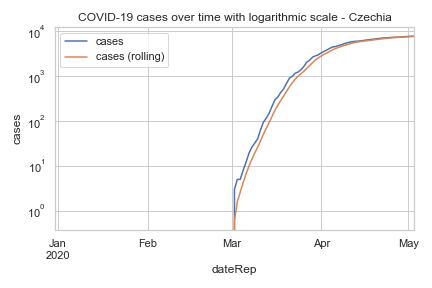 COVID-19 cases over time with logarithmic scale - Czechia
cases
cases (rolling)
10^4
10^3
10^2
10^1
10^0
cases
Jan
2020
Feb
Mar
Apr
May
dateRep